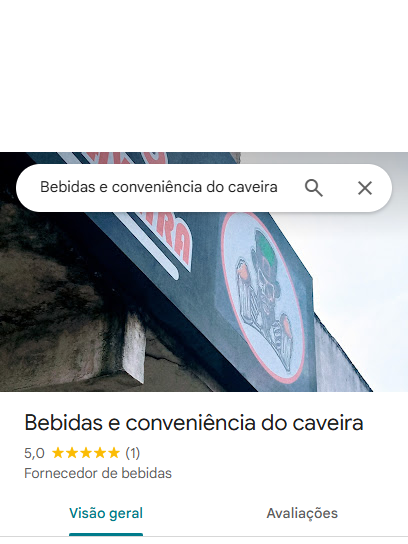 Bebidas e conveniência do caveira
Bebidas e conveniência do caveira
5,0 (1)
Fornecedor de bebidas
Visão geral
Avaliações